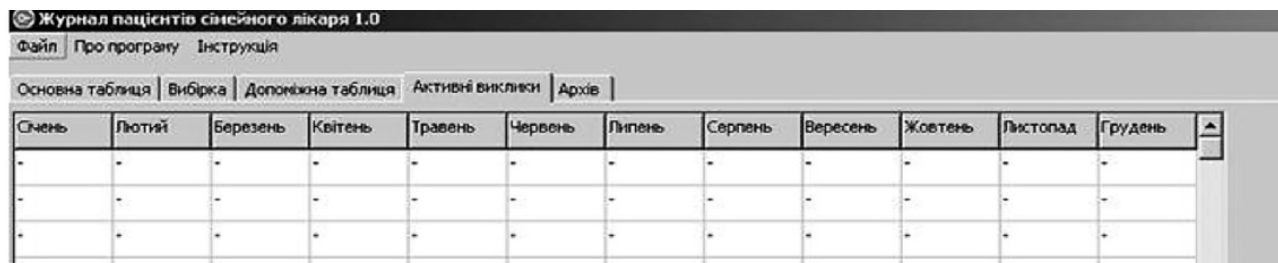 Журнал пацієнтів сімейного лікаря 1.0
Файл Про програму Інструкція
Основна таблиця Вибірка Допоміжна таблиця Активні виклики Архів
Січень Лютий Березень Квітень Травень Червень Липень Серпень Вересень Жовтень Листопад Грудень
- - - - - - - - - - - -
- - - - - - - - - - - -
- - - - - - - - - - - -